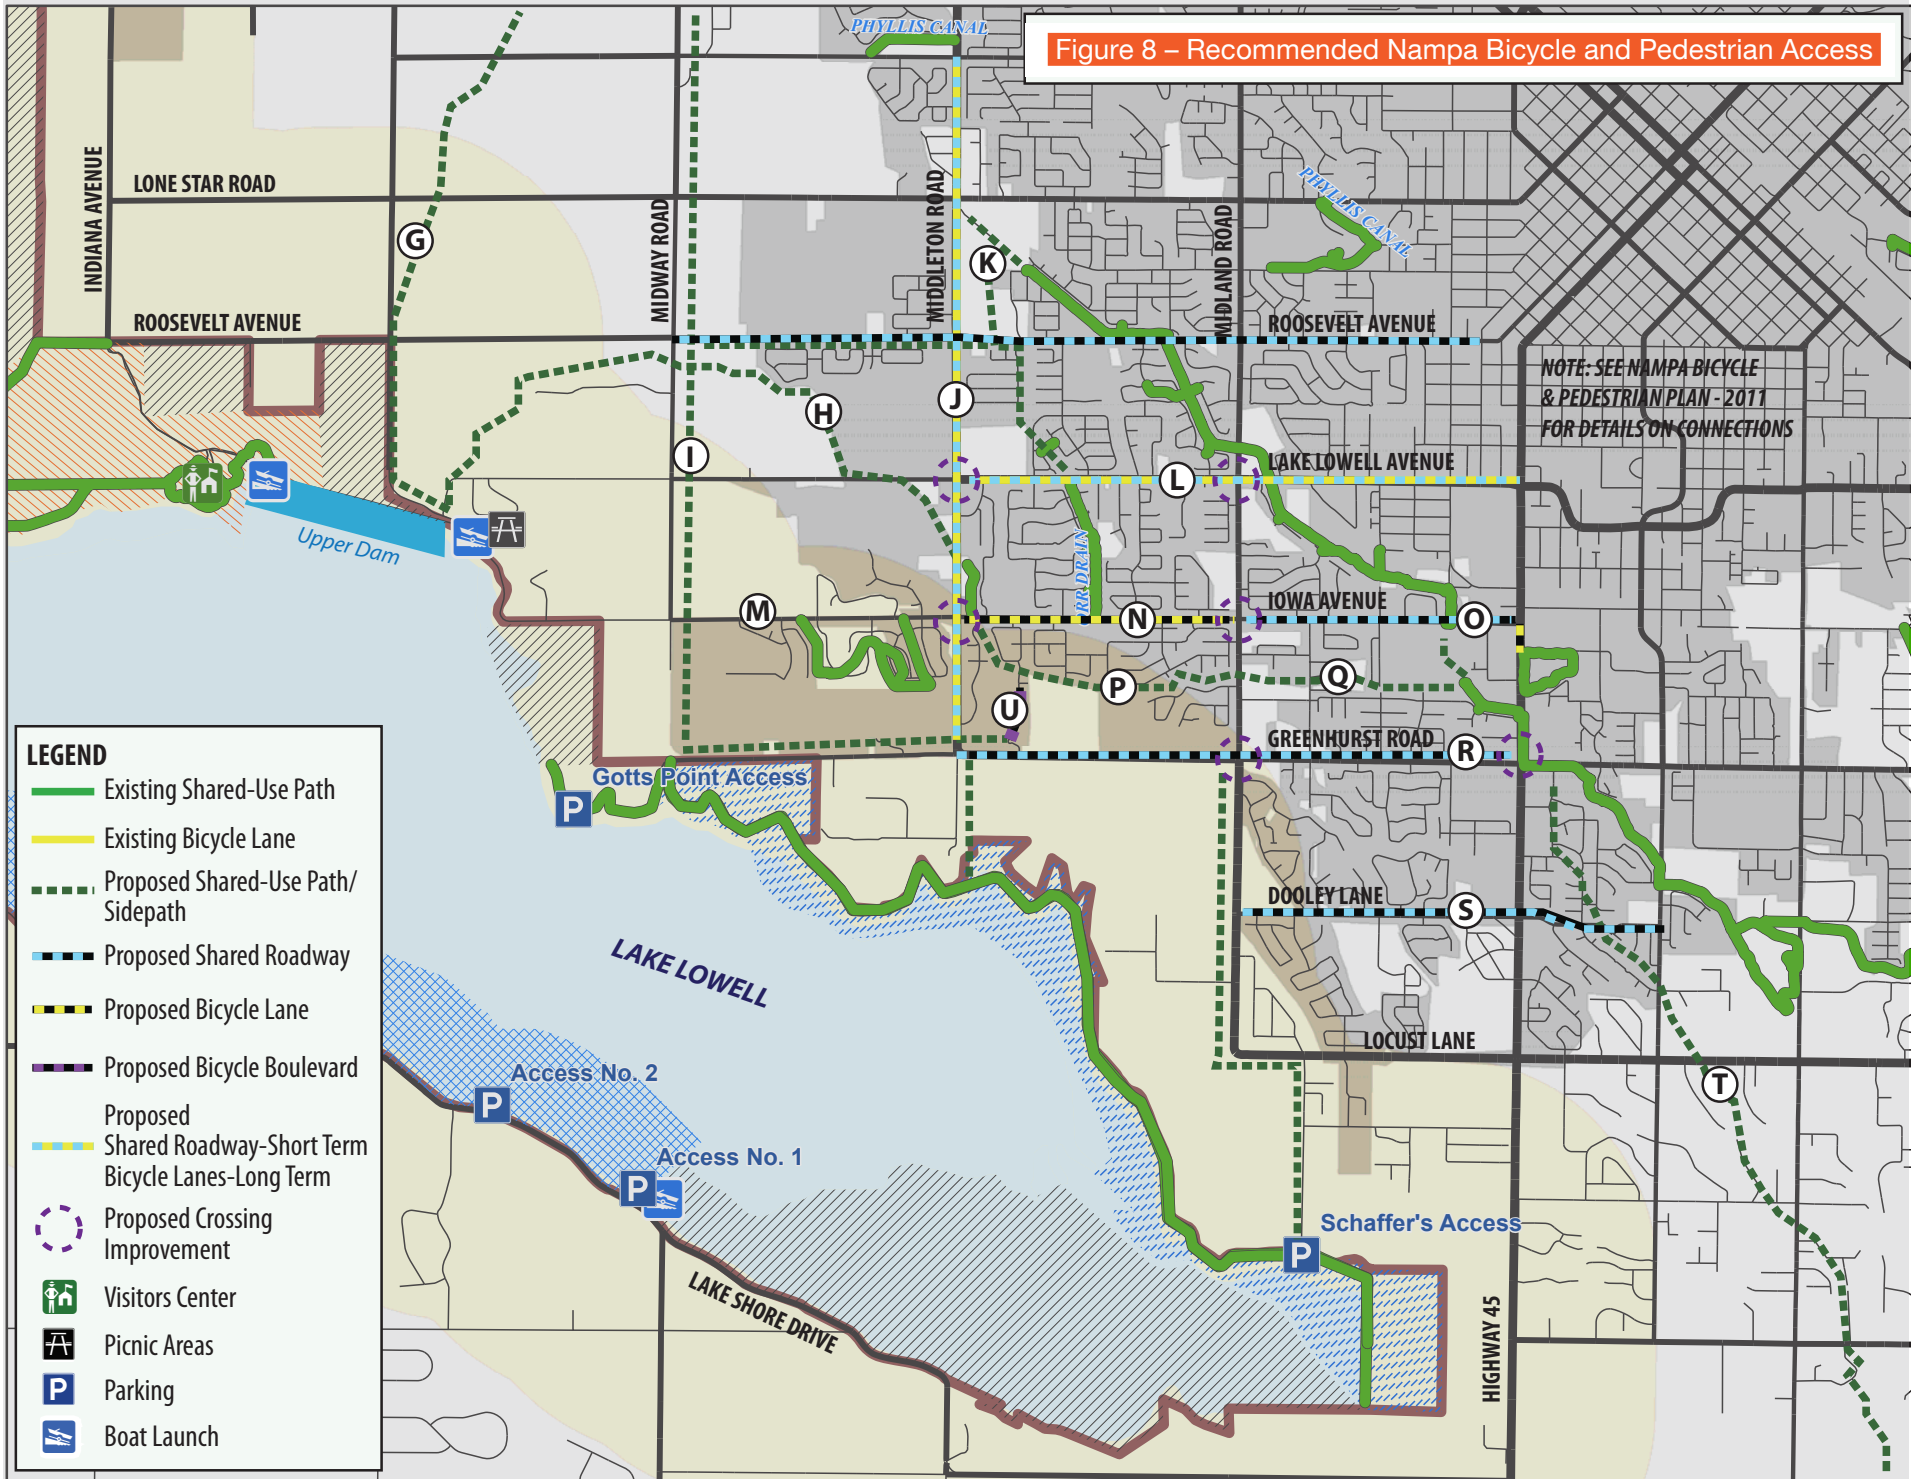 Figure 8 – Recommended Nampa Bicycle and Pedestrian Access
PHYLLIS CANAL
INDIANA AVENUE
LONE STAR ROAD
MIDWAY ROAD
MIDDLETON ROAD
MIDLAND ROAD
PHYLLIS CANAL
G
K
ROOSEVELT AVENUE
ROOSEVELT AVENUE
NOTE: SEE NAMPA BICYCLE
& PEDESTRIAN PLAN - 2011
FOR DETAILS ON CONNECTIONS
J
H
I
L
LAKE LOWELL AVENUE
Upper Dam
RR DRAIN
M
N
IOWA AVENUE
O
P
Q
U
GREENHURST ROAD
R
Gotts Point Access
P
DOOLEY LANE
S
LAKE LOWELL
LOCUST LANE
T
Access No. 2
P
Access No. 1
P
Schaffer's Access
P
LAKE SHORE DRIVE
HIGHWAY 45
LEGEND
Existing Shared-Use Path
Existing Bicycle Lane
Proposed Shared-Use Path/
Sidepath
Proposed Shared Roadway
Proposed Bicycle Lane
Proposed Bicycle Boulevard
Proposed
Shared Roadway-Short Term
Bicycle Lanes-Long Term
Proposed Crossing
Improvement
Visitors Center
Picnic Areas
P Parking
Boat Launch